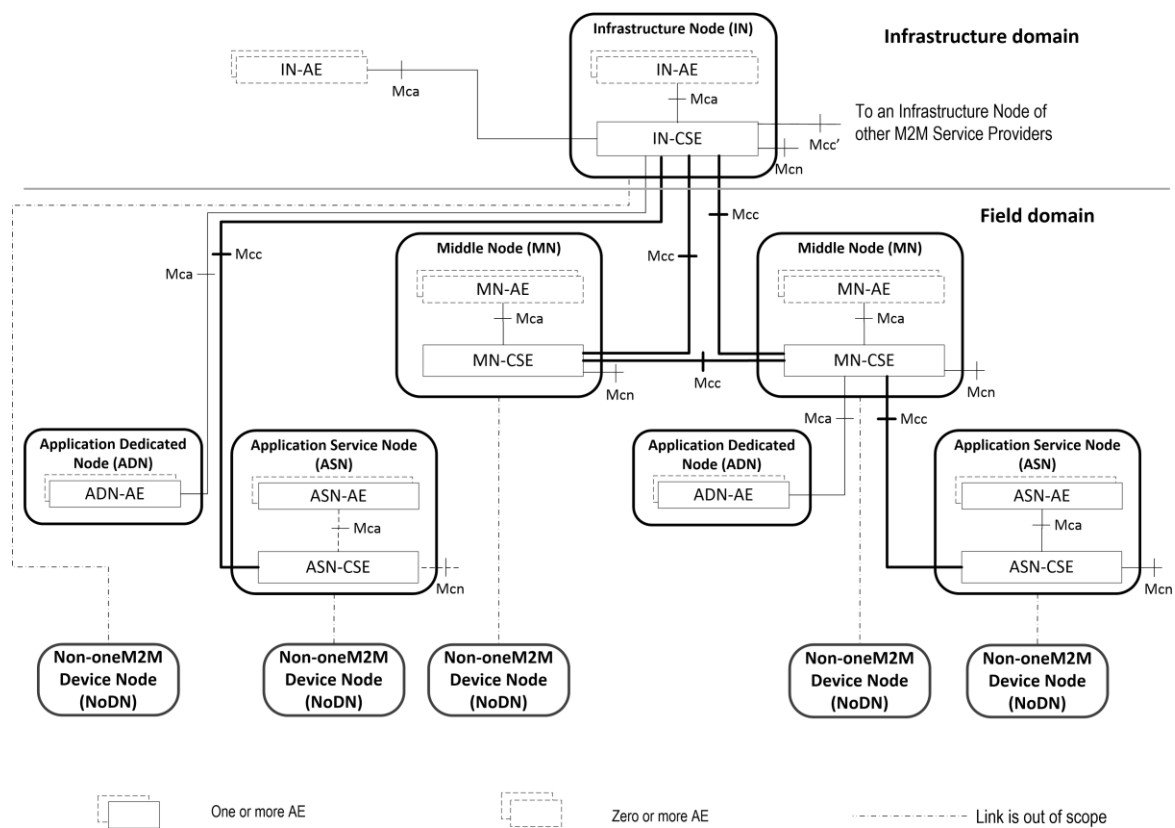 Infrastructure Node (IN)
Infrastructure domain
IN-AE
Mca
IN-AE
Mca
To an Infrastructure Node of
other M2M Service Providers
IN-CSE
Mcc'
Mcn
Field domain
Mcc
Mca
Mcc
Mcc
Middle Node (MN)
MN-AE
Mca
MN-CSE
Mcn
Mcc
Middle Node (MN)
MN-AE
Mca
MN-CSE
Mcn
Mca
Mcc
Application Dedicated
Node (ADN)
ADN-AE
Application Service Node
(ASN)
ASN-AE
Mca
ASN-CSE
Mcn
Application Dedicated
Node (ADN)
ADN-AE
Application Service Node
(ASN)
ASN-AE
Mca
ASN-CSE
Mcn
Non-oneM2M
Device Node
(NoDN)
Non-oneM2M
Device Node
(NoDN)
Non-oneM2M
Device Node
(NoDN)
Non-oneM2M
Device Node
(NoDN)
Non-oneM2M
Device Node
(NoDN)
One or more AE
Zero or more AE
Link is out of scope